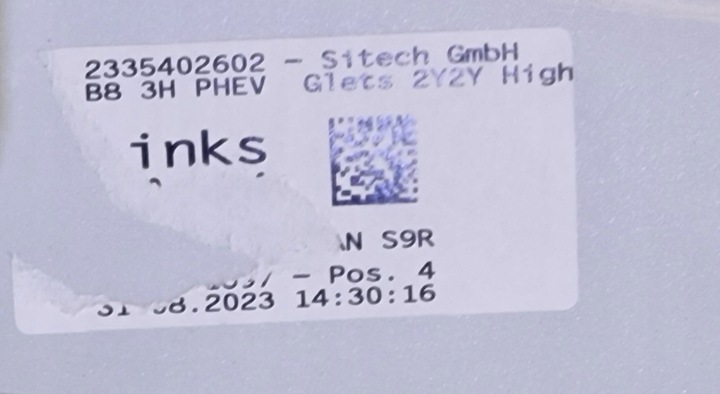 2335402602 - Sitech GmbH
B8 3H PHEV Glets 2Y2Y High
inks
S9R
- Pos. 4
.2023 14:30:16